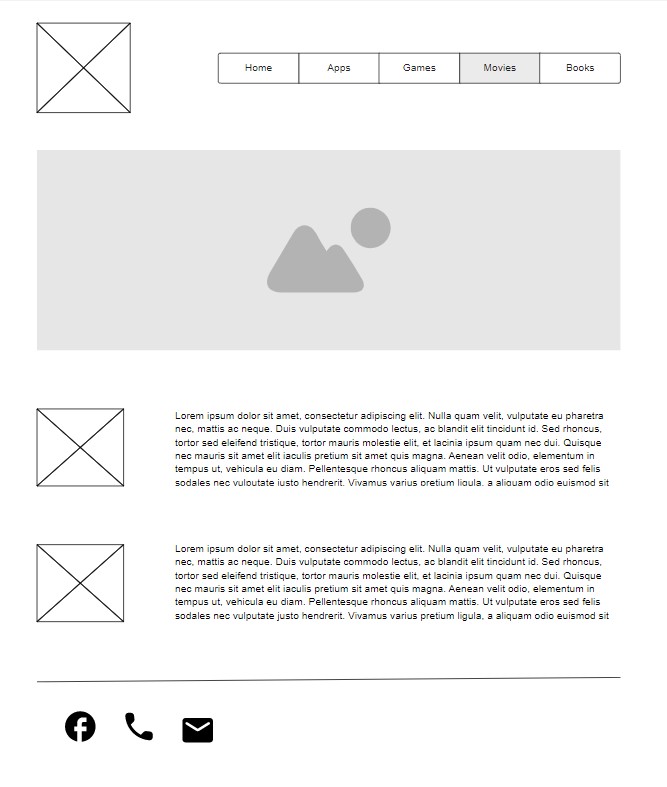 Home
Apps
Games
Movies
Books
Lorem ipsum dolor sit amet, consectetur adipiscing elit. Nulla quam velit, vulputate eu pharetra
nec, mattis ac neque. Duis vulputate commodo lectus, ac blandit elit tincidunt id. Sed rhoncus,
tortor sed eleifend tristique, tortor mauris molestie elit, et lacinia ipsum quam nec dui. Quisque
nec mauris sit amet elit iaculis pretium sit amet quis magna. Aenean velit odio, elementum in
tempus ut, vehicula eu diam. Pellentesque rhoncus aliquam mattis. Ut vulputate eros sed felis
sodales nec vulputate justo hendrerit. Vivamus varius pretium ligula, a aliquam odio euismod sit
Lorem ipsum dolor sit amet, consectetur adipiscing elit. Nulla quam velit, vulputate eu pharetra
nec, mattis ac neque. Duis vulputate commodo lectus, ac blandit elit tincidunt id. Sed rhoncus,
tortor sed eleifend tristique, tortor mauris molestie elit, et lacinia ipsum quam nec dui. Quisque
nec mauris sit amet elit iaculis pretium sit amet quis magna. Aenean velit odio, elementum in
tempus ut, vehicula eu diam. Pellentesque rhoncus aliquam mattis. Ut vulputate eros sed felis
sodales nec vulputate justo hendrerit. Vivamus varius pretium ligula, a aliquam odio euismod sit